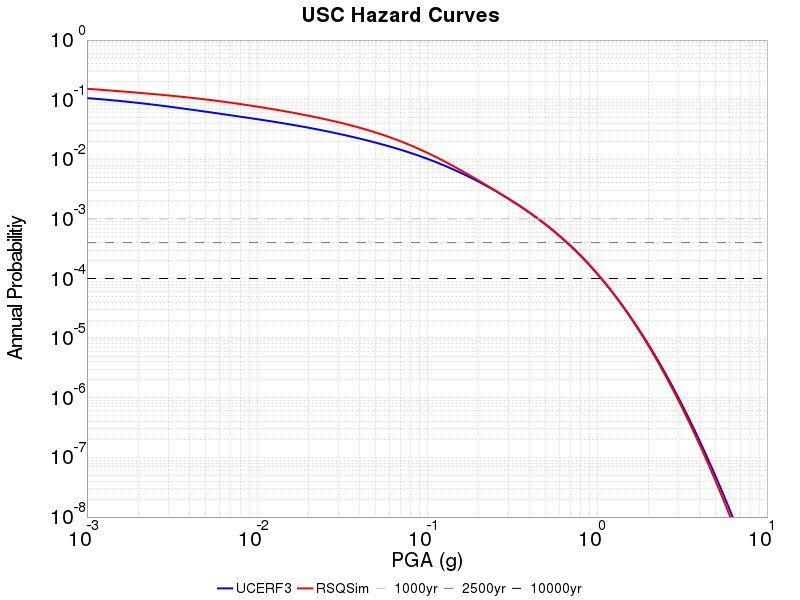 USC Hazard Curves
10^0
10^-1
10^-2
10^-3
10^-4
10^-5
10^-6
10^-7
10^-8
Annual Probabilitiy
10^-3 10^-2 10^-1 10^0 10^1
PGA (g)
UCERF3 RSQSim 1000yr 2500yr 10000yr